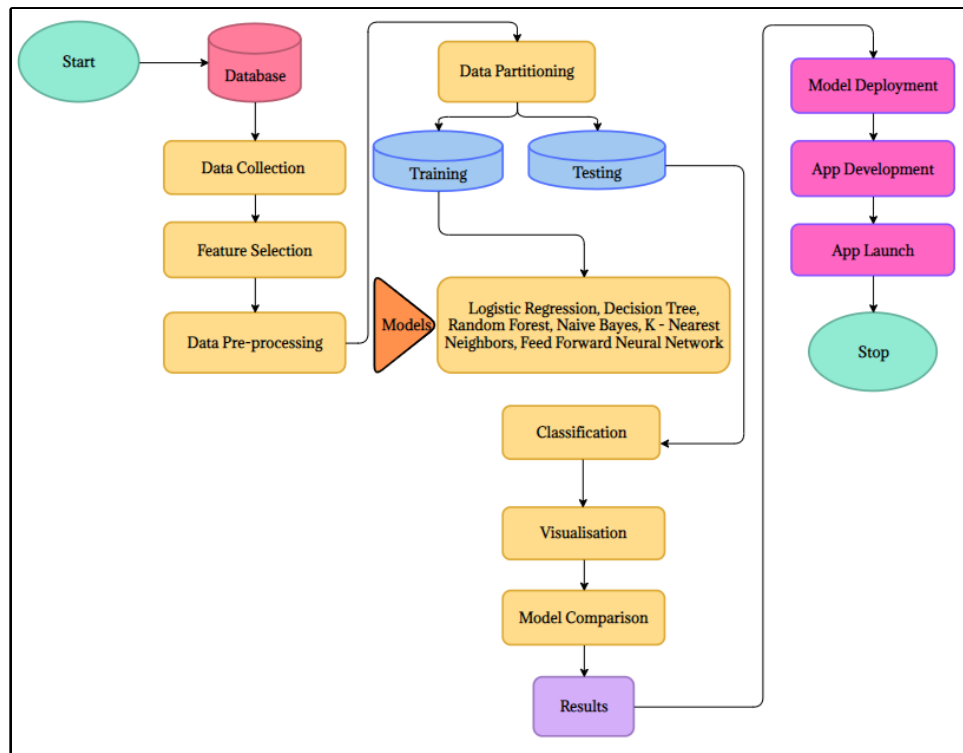 Start
Database
Data Collection
Feature Selection
Data Pre-processing
Data Partitioning
Training
Testing
Models
Logistic Regression, Decision Tree,
Random Forest, Naive Bayes, K - Nearest
Neighbors, Feed Forward Neural Network
Classification
Visualisation
Model Comparison
Results
Model Deployment
App Development
App Launch
Stop